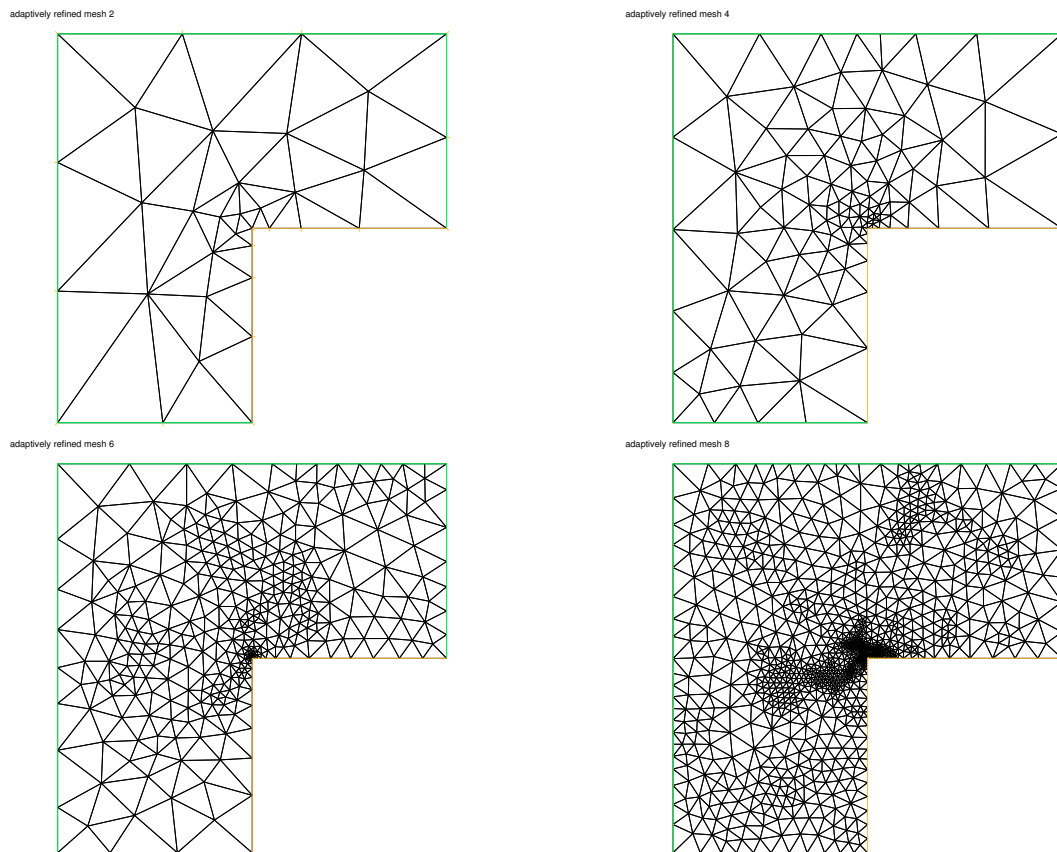 adaptively refined mesh 2
adaptively refined mesh 4
adaptively refined mesh 6
adaptively refined mesh 8